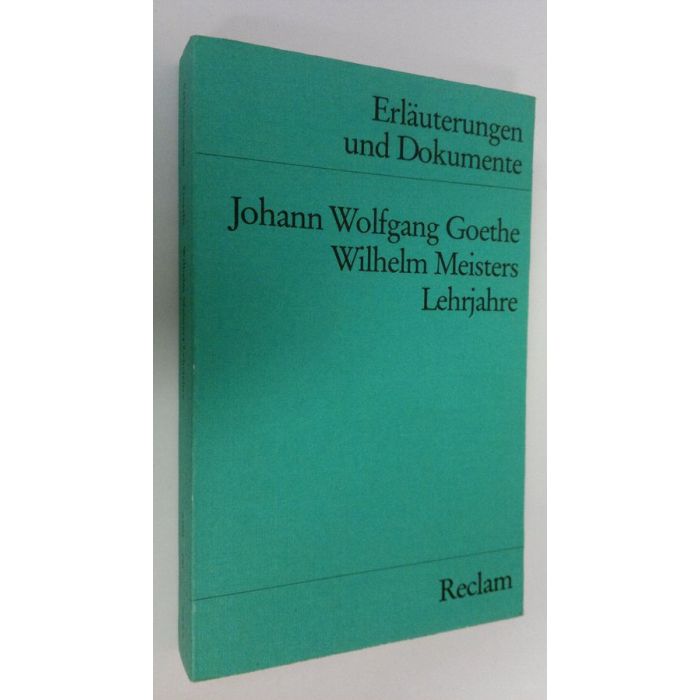 Erläuterungen
und Dokumente
Johann Wolfgang Goethe
Wilhelm Meisters
Lehrjahre
Reclam